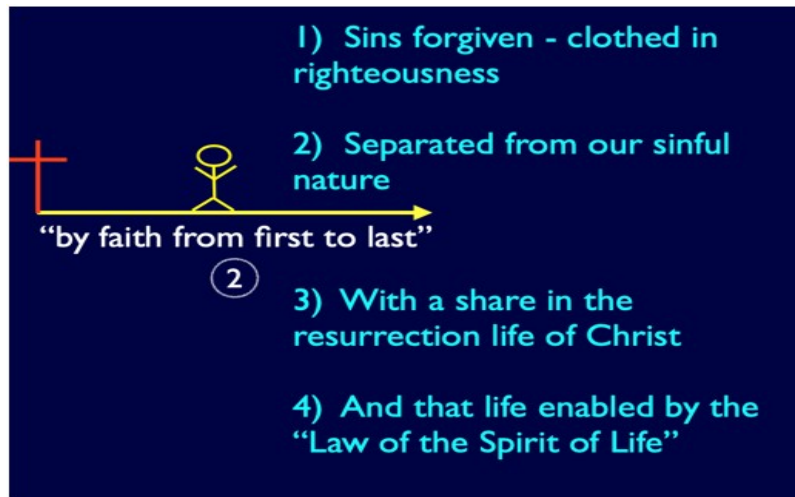 1) Sins forgiven - clothed in
righteousness
2) Separated from our sinful
nature
“by faith from first to last”
2
3) With a share in the
resurrection life of Christ
4) And that life enabled by the
“Law of the Spirit of Life”